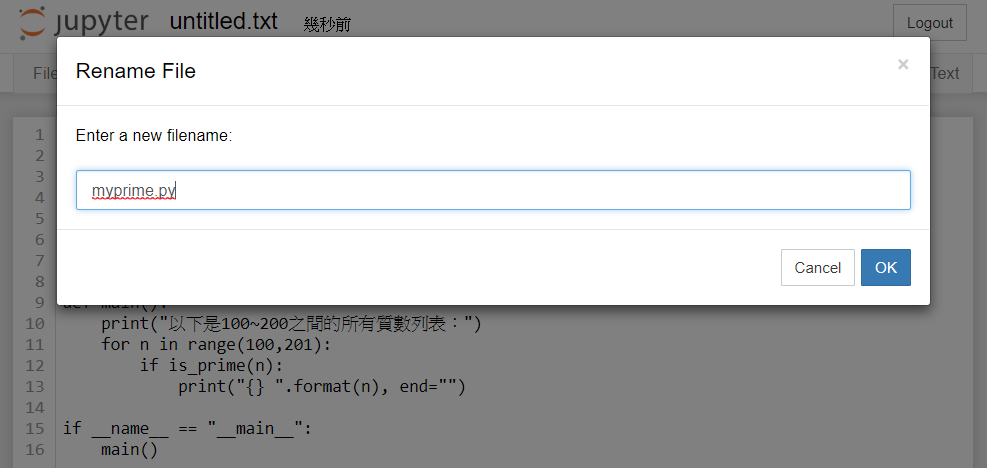 jupyter untitled.txt 幾秒前 Logout
File Text
Rename File ×
Enter a new filename:
myprime.py
Cancel OK
1
2
3
4
5
6
7
8
9 def main():
10 print("以下是100~200之間的所有質數列表：")
11 for n in range(100,201):
12 if is_prime(n):
13 print("{} ".format(n), end="")
14
15 if __name__ == "__main__":
16 main()